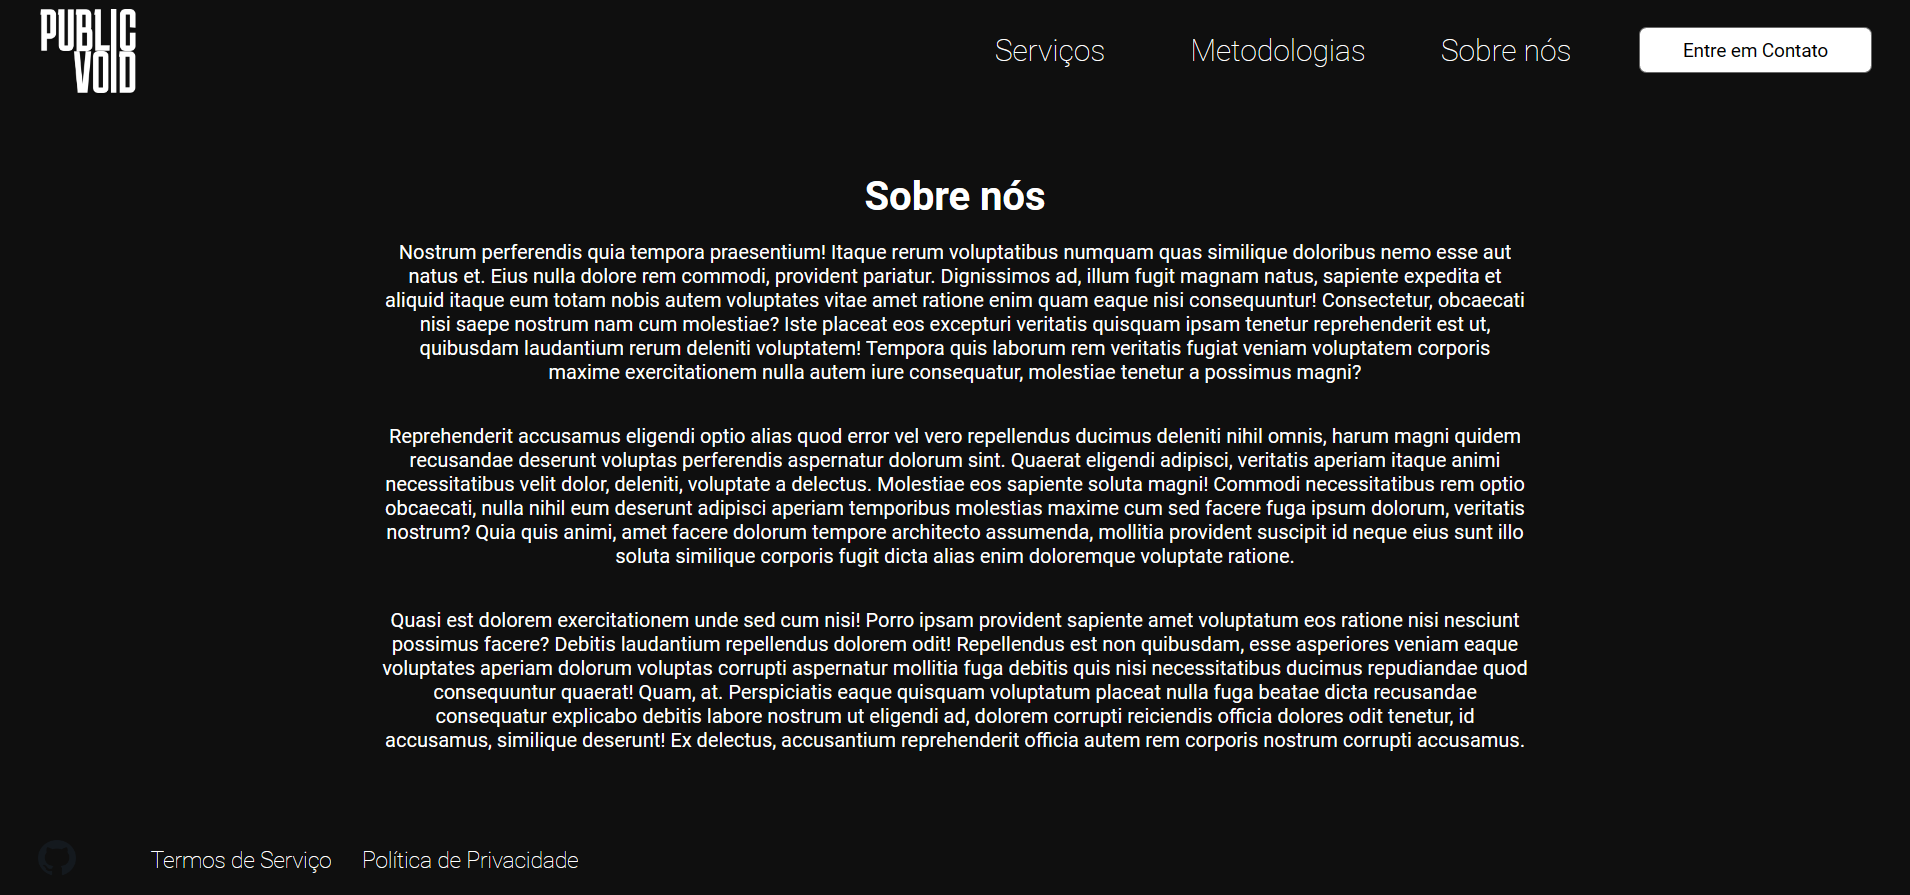 PUBLIC
VOID
Serviços
Metodologias
Sobre nós
Entre em Contato
Sobre nós
Nostrum perferendis quia tempora praesentium! Itaque rerum voluptatibus numquam quas similique doloribus nemo esse aut
natus et. Eius nulla dolore rem commodi, provident pariatur. Dignissimos ad, illum fugit magnam natus, sapiente expedita et
aliquid itaque eum totam nobis autem voluptates vitae amet ratione enim quam eaque nisi consequuntur! Consectetur, obcaecati
nisi saepe nostrum nam cum molestiae? Iste placeat eos excepturi veritatis quisquam ipsam tenetur reprehenderit est ut,
quibusdam laudantium rerum deleniti voluptatem! Tempora quis laborum rem veritatis fugiat veniam voluptatem corporis
maxime exercitationem nulla autem iure consequatur, molestiae tenetur a possimus magni?
Reprehenderit accusamus eligendi optio alias quod error vel vero repellendus ducimus deleniti nihil omnis, harum magni quidem
recusandae deserunt voluptas perferendis aspernatur dolorum sint. Quaerat eligendi adipisci, veritatis aperiam itaque animi
necessitatibus velit dolor, deleniti, voluptate a delectus. Molestiae eos sapiente soluta magni! Commodi necessitatibus rem optio
obcaecati, nulla nihil eum deserunt adipisci aperiam temporibus molestias maxime cum sed facere fuga ipsum dolorum, veritatis
nostrum? Quia quis animi, amet facere dolorum tempore architecto assumenda, mollitia provident suscipit id neque eius sunt illo
soluta similique corporis fugit dicta alias enim doloremque voluptate ratione.
Quasi est dolorem exercitationem unde sed cum nisi! Porro ipsam provident sapiente amet voluptatum eos ratione nisi nesciunt
possimus facere? Debitis laudantium repellendus dolorem odit! Repellendus est non quibusdam, esse asperiores veniam eaque
voluptates aperiam dolorum voluptas corrupti aspernatur mollitia fuga debitis quis nisi necessitatibus ducimus repudiandae quod
consequuntur quaerat! Quam, at. Perspiciatis eaque quisquam voluptatum placeat nulla fuga beatae dicta recusandae
consequatur explicabo debitis labore nostrum ut eligendi ad, dolorem corrupti reiciendis officia dolores odit tenetur, id
accusamus, similique deserunt! Ex delectus, accusantium reprehenderit officia autem rem corporis nostrum corrupti accusamus.
Termos de Serviço
Política de Privacidade